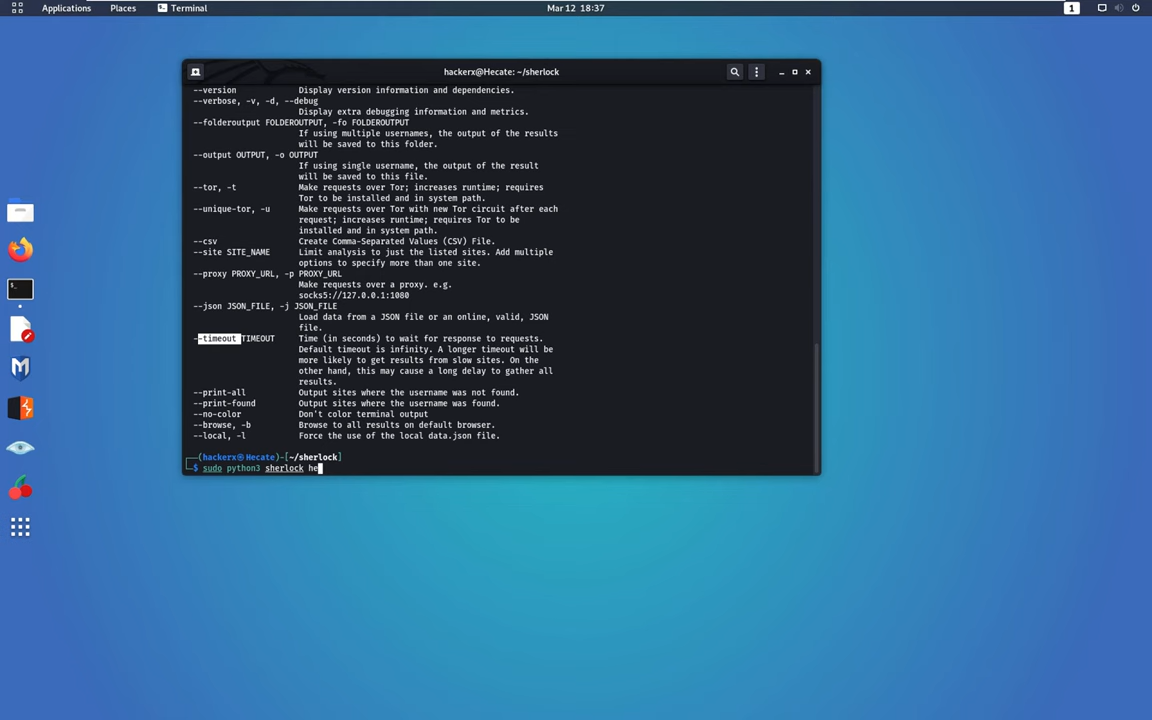 Applications Places Terminal Mar 12 18:37 1
hackerx@Hecate: ~/sherlock
--version Display version information and dependencies.
--verbose, -v, -d, --debug
Display extra debugging information and metrics.
--folderoutput FOLDEROUTPUT, -fo FOLDEROUTPUT
If using multiple usernames, the output of the results
will be saved to this folder.
--output OUTPUT, -o OUTPUT
If using single username, the output of the result
will be saved to this file.
--tor, -t Make requests over Tor; increases runtime; requires
Tor to be installed and in system path.
--unique-tor, -u Make requests over Tor with new Tor circuit after each
request; increases runtime; requires Tor to be
installed and in system path.
--csv Create Comma-Separated Values (CSV) File.
--site SITE_NAME Limit analysis to just the listed sites. Add multiple
options to specify more than one site.
--proxy PROXY_URL, -p PROXY_URL
Make requests over a proxy. e.g.
socks5://127.0.0.1:1080
--json JSON_FILE, -j JSON_FILE
Load data from a JSON file or an online, valid, JSON
file.
--timeout TIMEOUT Time (in seconds) to wait for response to requests.
Default timeout is infinity. A longer timeout will be
more likely to get results from slow sites. On the
other hand, this may cause a long delay to gather all
results.
--print-all Output sites where the username was not found.
--print-found Output sites where the username was found.
--no-color Don't color terminal output
--browse, -b Browse to all results on default browser.
--local, -l Force the use of the local data.json file.
(hackerx㉿Hecate)-[~/sherlock]
$ sudo python3 sherlock he